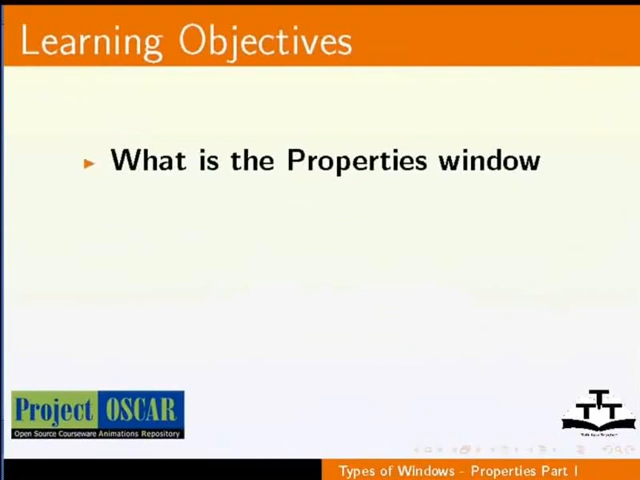 Learning Objectives
What is the Properties window
Project OSCAR
Open Source Courseware Animations Repository
TTT
Types of Windows - Properties Part I